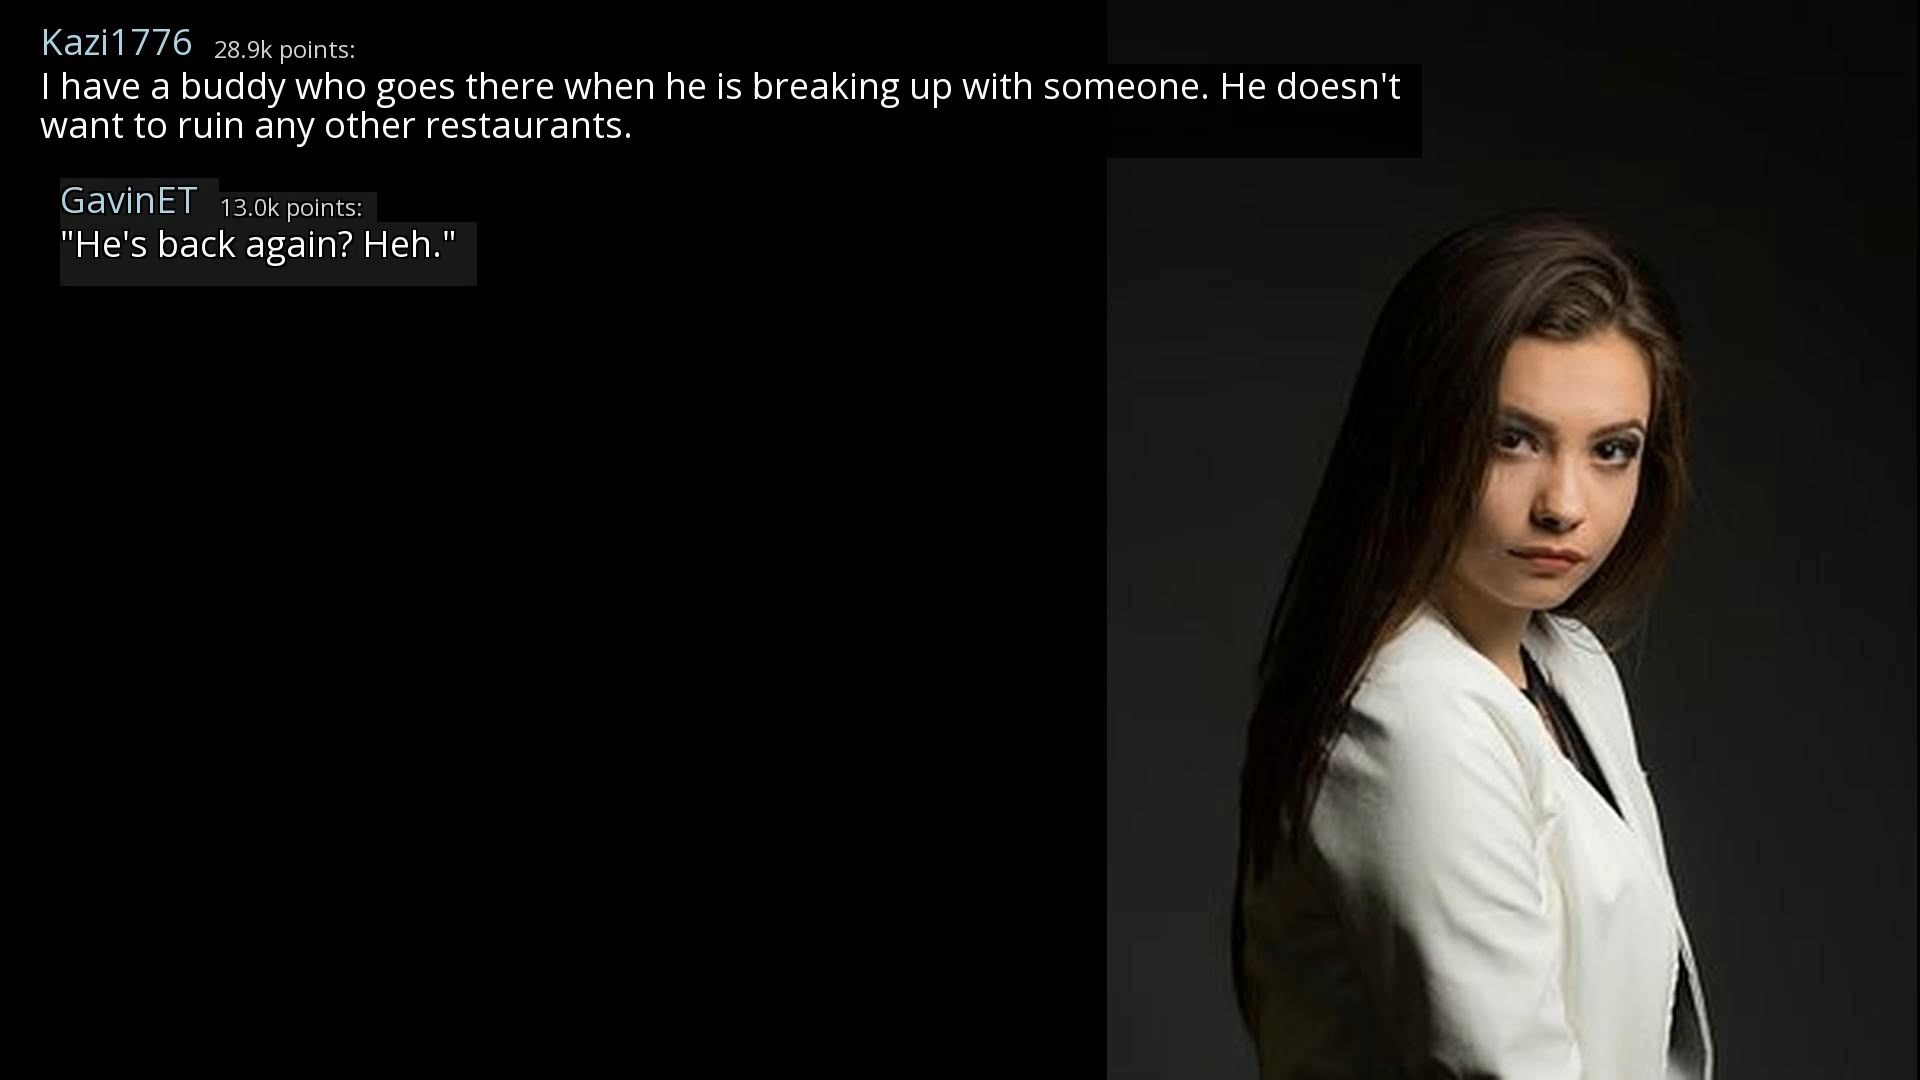 Kazi1776 28.9k points:
I have a buddy who goes there when he is breaking up with someone. He doesn't
want to ruin any other restaurants.
GavinET 13.0k points:
"He's back again? Heh."